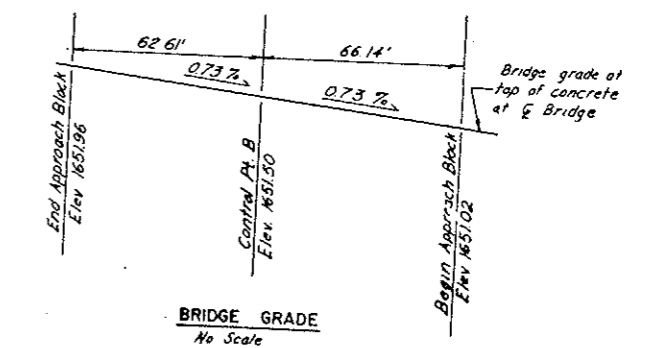 62 61'
66.14'
0.73 %
0.73 %
Bridge grade at
top of concrete
at ℄ Bridge
End Approach Block
Elev 1651.96
Control Pt. B
Elev. 1651.50
Begin Approach Block
Elev 1651.02
BRIDGE GRADE
No Scale